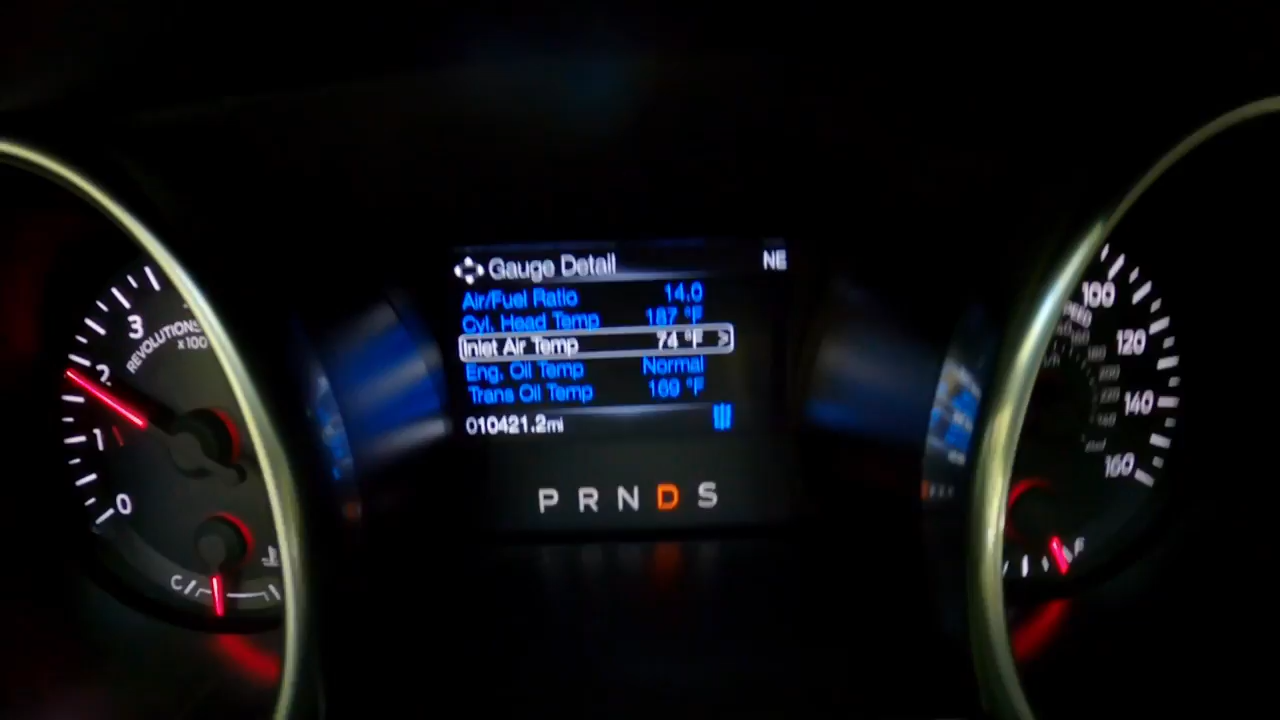 Gauge Detail NE
Air/Fuel Ratio 14.0
Cyl. Head Temp 187 °F
Inlet Air Temp 74 °F >
Eng. Oil Temp Normal
Trans Oil Temp 169 °F
010421.2mi
P R N D S
3
2
1
0
REVOLUTIONS
x100
C
100
120
140
160
F